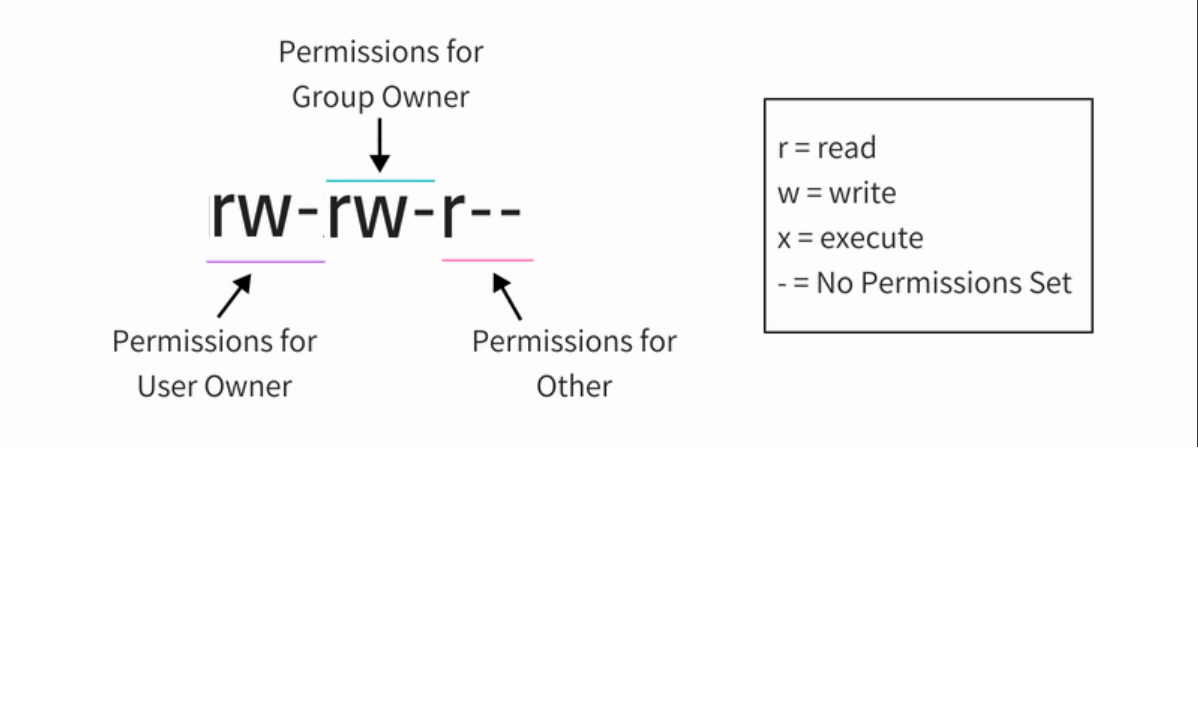 Permissions for
Group Owner
rw-rw-r--
Permissions for
User Owner
Permissions for
Other
r = read
w = write
x = execute
- = No Permissions Set